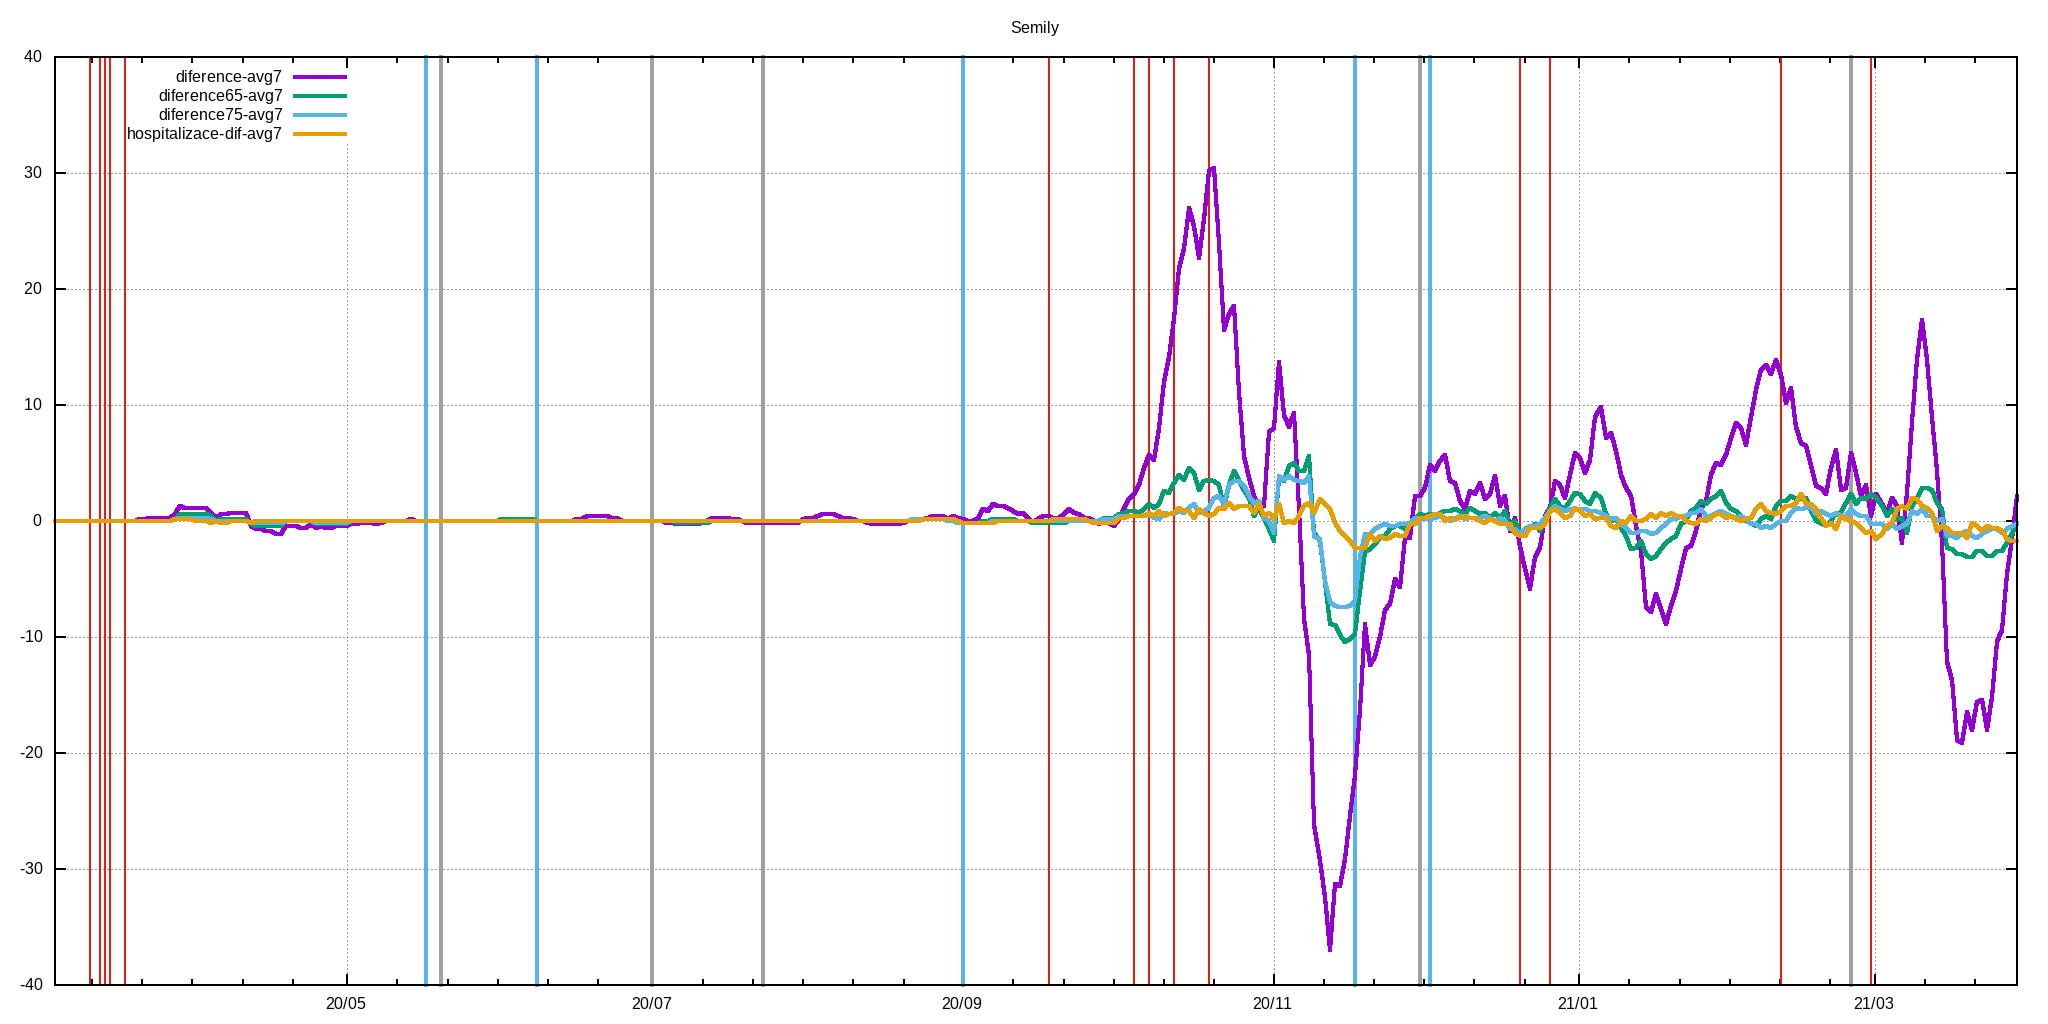 Semily
40
diference-avg7
diference65-avg7
diference75-avg7
hospitalizace-dif-avg7
30
20
10
0
-10
-20
-30
-40
20/05 20/07 20/09 20/11 21/01 21/03